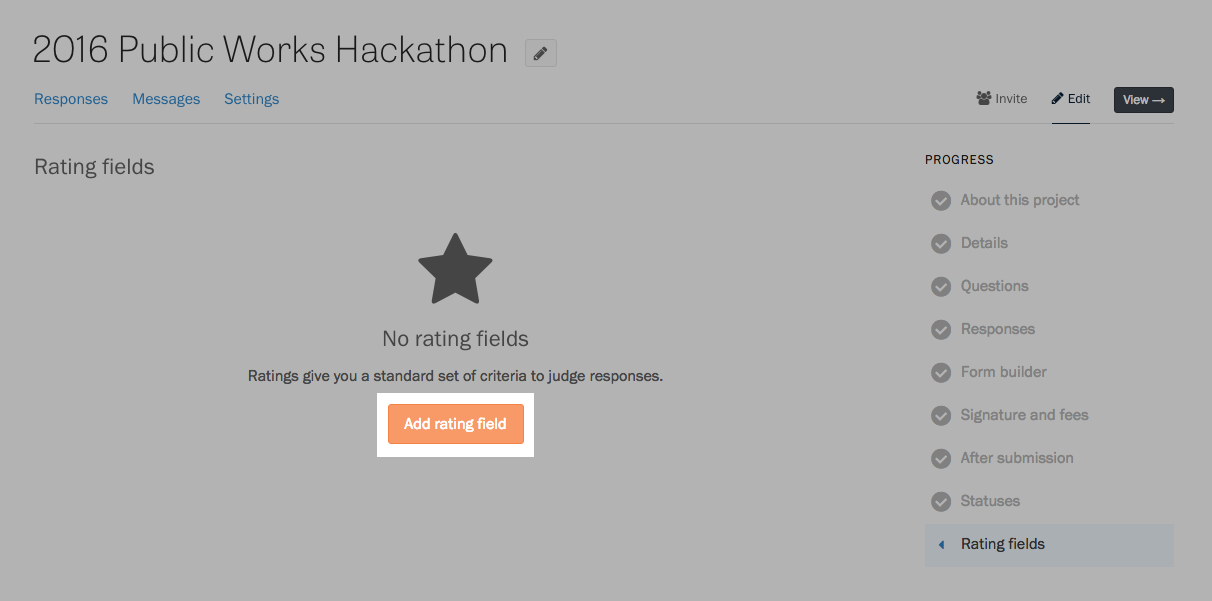 2016 Public Works Hackathon
Responses Messages Settings
Invite Edit View →
Rating fields
No rating fields
Ratings give you a standard set of criteria to judge responses.
Add rating field
PROGRESS
About this project
Details
Questions
Responses
Form builder
Signature and fees
After submission
Statuses
Rating fields